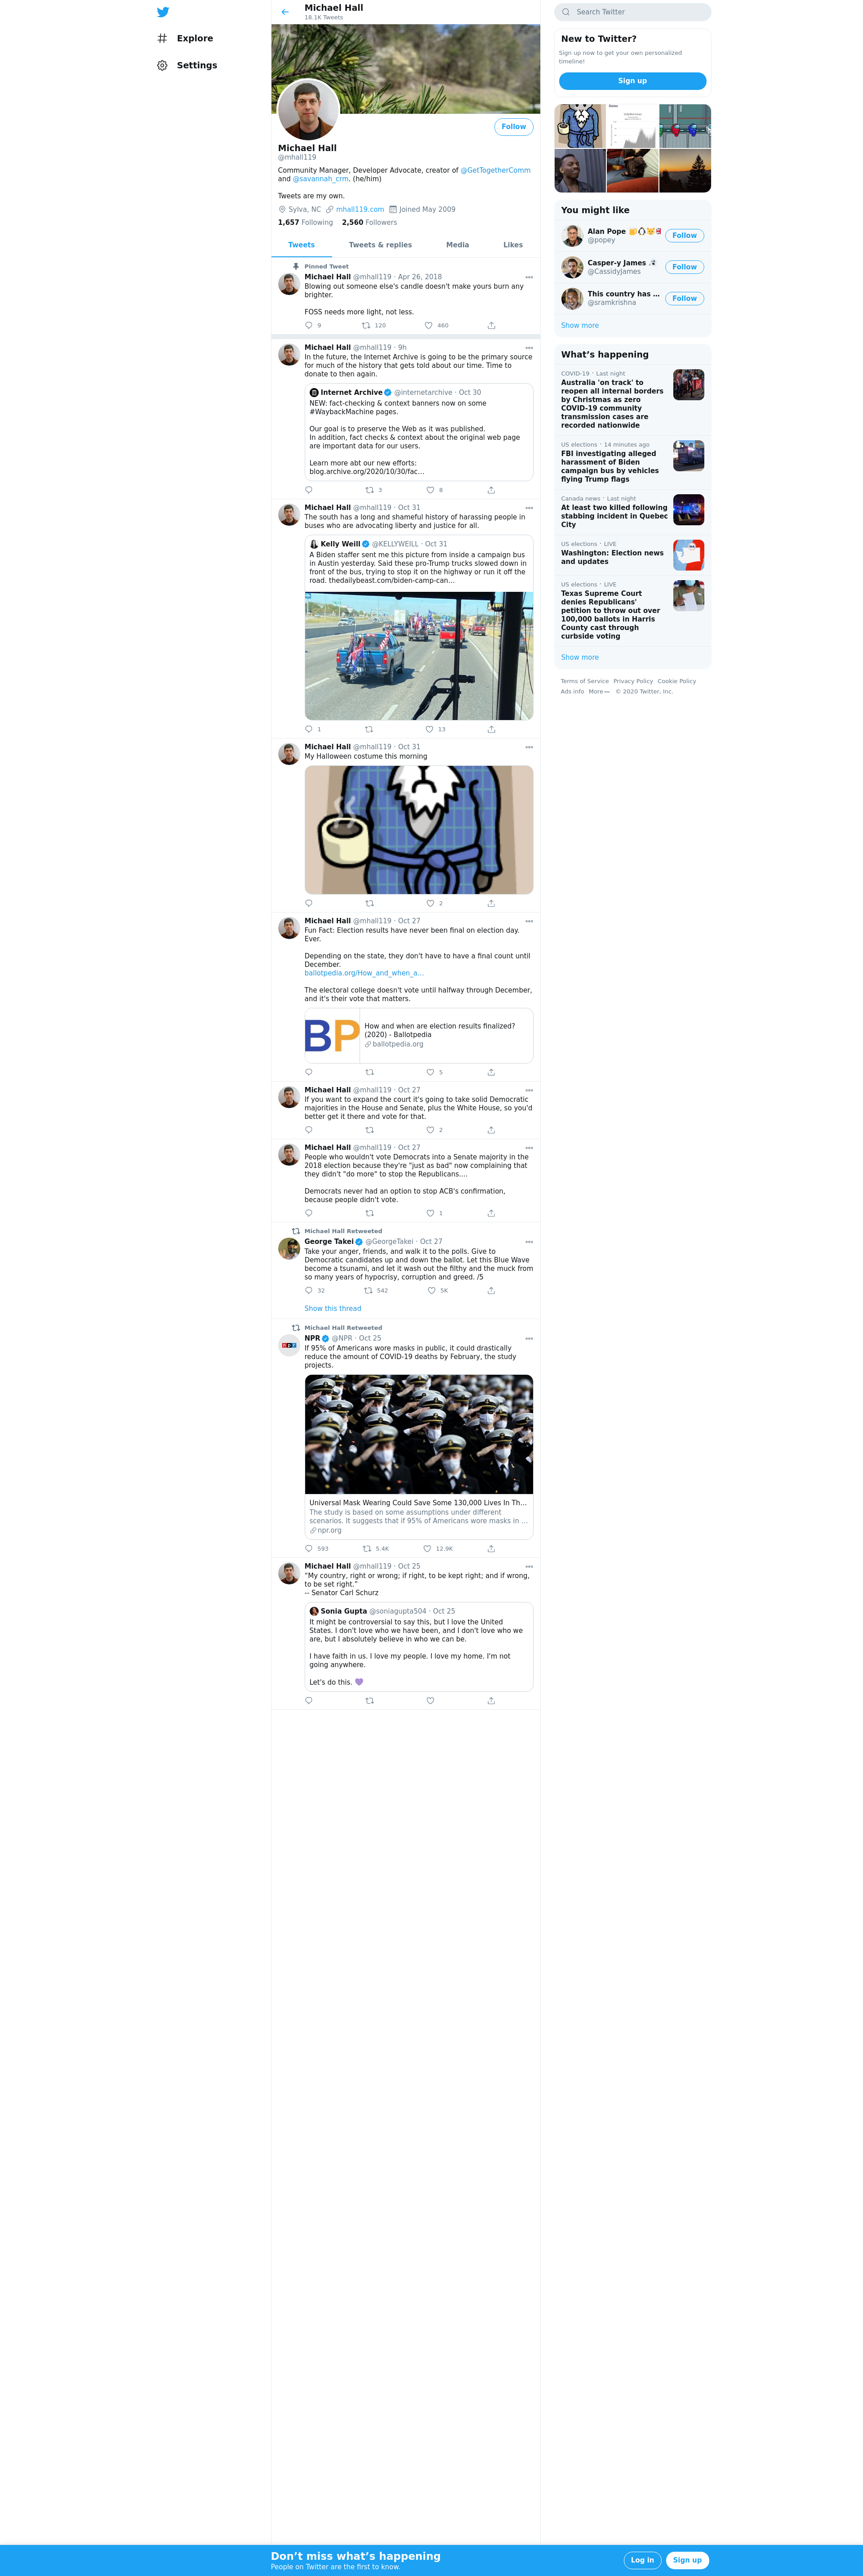 Explore
Settings
Michael Hall
18.1K Tweets
Follow
Michael Hall
@mhall119
Community Manager, Developer Advocate, creator of @GetTogetherComm
and @savannah_crm. (he/him)
Tweets are my own.
Sylva, NC mhall119.com Joined May 2009
1,657 Following 2,560 Followers
Tweets Tweets & replies Media Likes
Pinned Tweet
Michael Hall @mhall119 · Apr 26, 2018
Blowing out someone else's candle doesn't make yours burn any
brighter.
FOSS needs more light, not less.
9 120 460
Michael Hall @mhall119 · 9h
In the future, the Internet Archive is going to be the primary source
for much of the history that gets told about our time. Time to
donate to then again.
Internet Archive @internetarchive · Oct 30
NEW: fact-checking & context banners now on some
#WaybackMachine pages.
Our goal is preserve the Web as it was published.
In addition, fact checks & context about the original web page
are important data for our users.
Learn more abt our new efforts:
blog.archive.org/2020/10/30/fac…
3 8
Michael Hall @mhall119 · Oct 31
The south has a long and shameful history of harassing people in
buses who are advocating liberty and justice for all.
Kelly Weill @KELLYWEILL · Oct 31
A Biden staffer sent me this picture from inside a campaign bus
in Austin yesterday. Said these pro-Trump trucks slowed down in
front of the bus, trying to stop it on the highway or run it off the
road. thedailybeast.com/biden-camp-can…
1 13
Michael Hall @mhall119 · Oct 31
My Halloween costume this morning
2
Michael Hall @mhall119 · Oct 27
Fun Fact: Election results have never been final on election day.
Ever.
Depending on the state, they don't have to have a final count until
December.
ballotpedia.org/How_and_when_a…
The electoral college doesn't vote until halfway through December,
and it's their vote that matters.
BP
How and when are election results finalized?
(2020) - Ballotpedia
ballotpedia.org
5
Michael Hall @mhall119 · Oct 27
If you want to expand the court it's going to take solid Democratic
majorities in the House and Senate, plus the White House, so you'd
better get it there and vote for that.
2
Michael Hall @mhall119 · Oct 27
People who wouldn't vote Democrats into a Senate majority in the
2018 election because they're "just as bad" now complaining that
they didn't "do more" to stop the Republicans....
Democrats never had an option to stop ACB's confirmation,
because people didn't vote.
1
Michael Hall Retweeted
George Takei @GeorgeTakei · Oct 27
Take your anger, friends, and walk it to the polls. Give to
Democratic candidates up and down the ballot. Let this Blue Wave
become a tsunami, and let it wash out the filthy and the muck from
so many years of hypocrisy, corruption and greed. /5
32 542 5K
Show this thread
Michael Hall Retweeted
NPR @NPR · Oct 25
If 95% of Americans wore masks in public, it could drastically
reduce the amount of COVID-19 deaths by February, the study
projects.
Universal Mask Wearing Could Save Some 130,000 Lives In Th…
The study is based on some assumptions under different
scenarios. It suggests that if 95% of Americans wore masks in …
npr.org
593 5.4K 12.9K
Michael Hall @mhall119 · Oct 25
“My country, right or wrong; if right, to be kept right; and if wrong,
to be set right.”
-- Senator Carl Schurz
Sonia Gupta @soniagupta504 · Oct 25
It might be controversial to say this, but I love the United
States. I don't love who we have been, and I don't love who we
are, but I absolutely believe in who we can be.
I have faith in us. I love my people. I love my home. I'm not
going anywhere.
Let's do this. 💜
Search Twitter
New to Twitter?
Sign up now to get your own personalized
timeline!
Sign up
You might like
Alan Pope
@popey
Follow
Casper-y James
@CassidyJames
Follow
This country has …
@sramkrishna
Follow
Show more
What’s happening
COVID-19 · Last night
Australia 'on track' to
reopen all internal borders
by Christmas as zero
COVID-19 community
transmission cases are
recorded nationwide
US elections · 14 minutes ago
FBI investigating alleged
harassment of Biden
campaign bus by vehicles
flying Trump flags
Canada news · Last night
At least two killed following
stabbing incident in Quebec
City
US elections · LIVE
Washington: Election news
and updates
US elections · LIVE
Texas Supreme Court
denies Republicans'
petition to throw out over
100,000 ballots in Harris
County cast through
curbside voting
Show more
Terms of Service Privacy Policy Cookie Policy
Ads info More © 2020 Twitter, Inc.
Don’t miss what’s happening
People on Twitter are the first to know.
Log in
Sign up